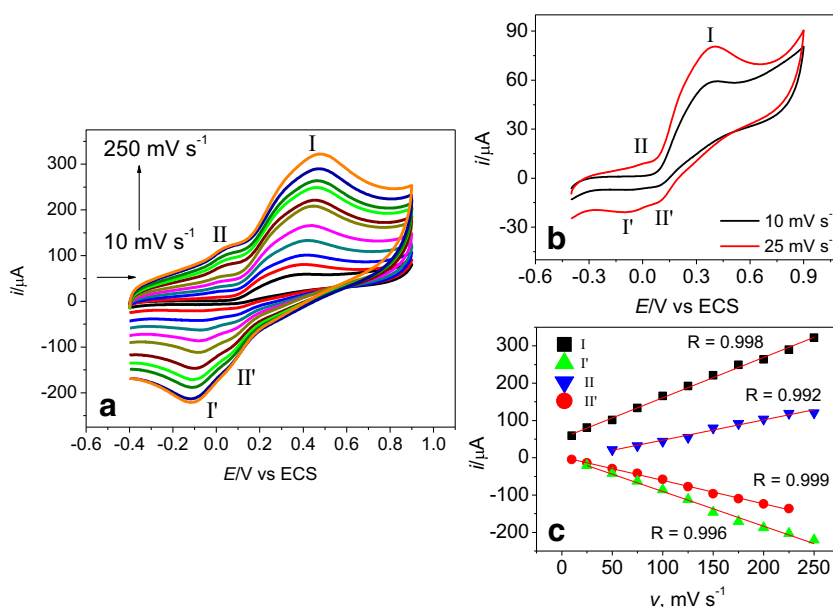 300
200
100
0
-100
-200
-0.6
-0.4
-0.2
0.0
0.2
0.4
0.6
0.8
1.0
i/μA
E/V vs ECS
250 mV s⁻¹
10 mV s⁻¹
I
II
I'
II'
a
90
60
30
0
-30
-0.6
-0.3
0.0
0.3
0.6
0.9
i/μA
E/V vs ECS
I
II
I'
II'
10 mV s⁻¹
25 mV s⁻¹
b
300
200
100
0
-100
-200
0
50
100
150
200
250
i/μA
v, mV s⁻¹
I
I'
II
II'
R = 0.998
R = 0.992
R = 0.999
R = 0.996
c